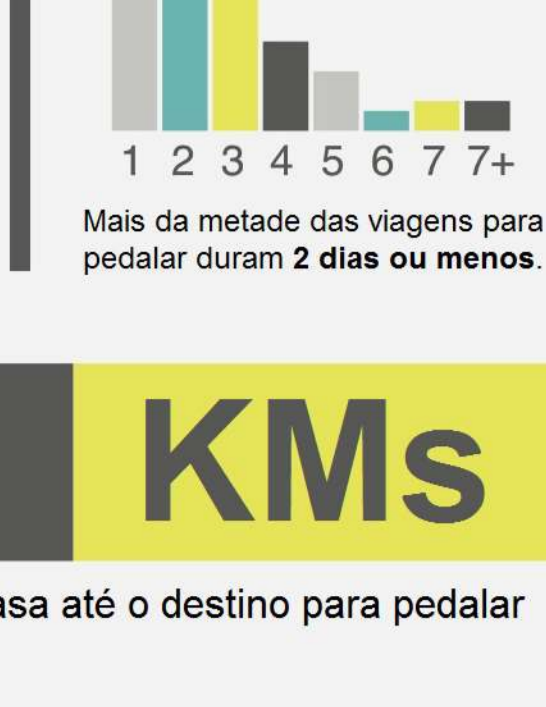 1 2 3 4 5 6 7 7+
Mais da metade das viagens para
pedalar duram 2 dias ou menos.
KMs
até o destino para pedalar